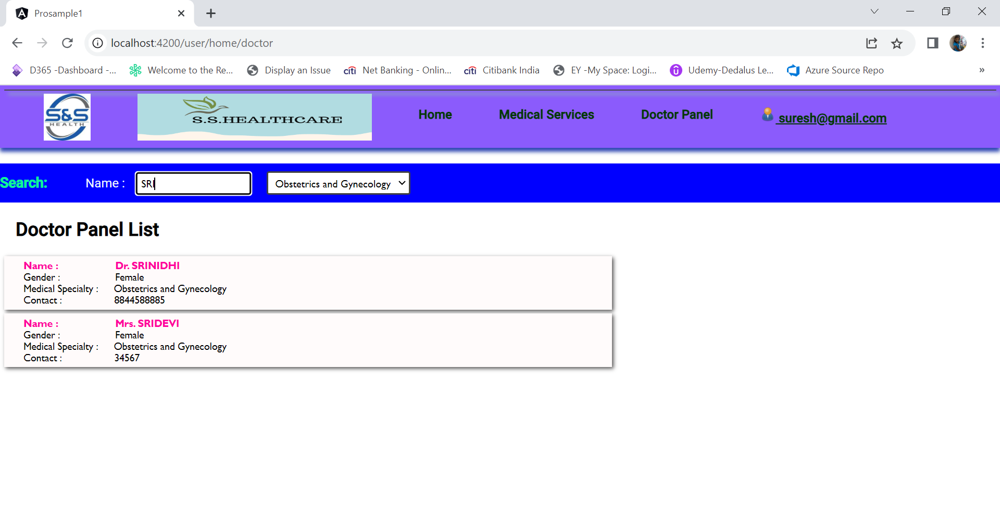 Prosample1
localhost:4200/user/home/doctor
D365 -Dashboard -... Welcome to the Re... Display an Issue citi Net Banking - Onlin... citi Citibank India EY -My Space: Logi... Udemy-Dedalus Le... Azure Source Repo »
S&S
HEALTH
S.S.HEALTHCARE
Home Medical Services Doctor Panel suresh@gmail.com
Search: Name : SRI Obstetrics and Gynecology
Doctor Panel List
Name : Dr. SRINIDHI
Gender : Female
Medical Specialty : Obstetrics and Gynecology
Contact : 8844588885
Name : Mrs. SRIDEVI
Gender : Female
Medical Specialty : Obstetrics and Gynecology
Contact : 34567